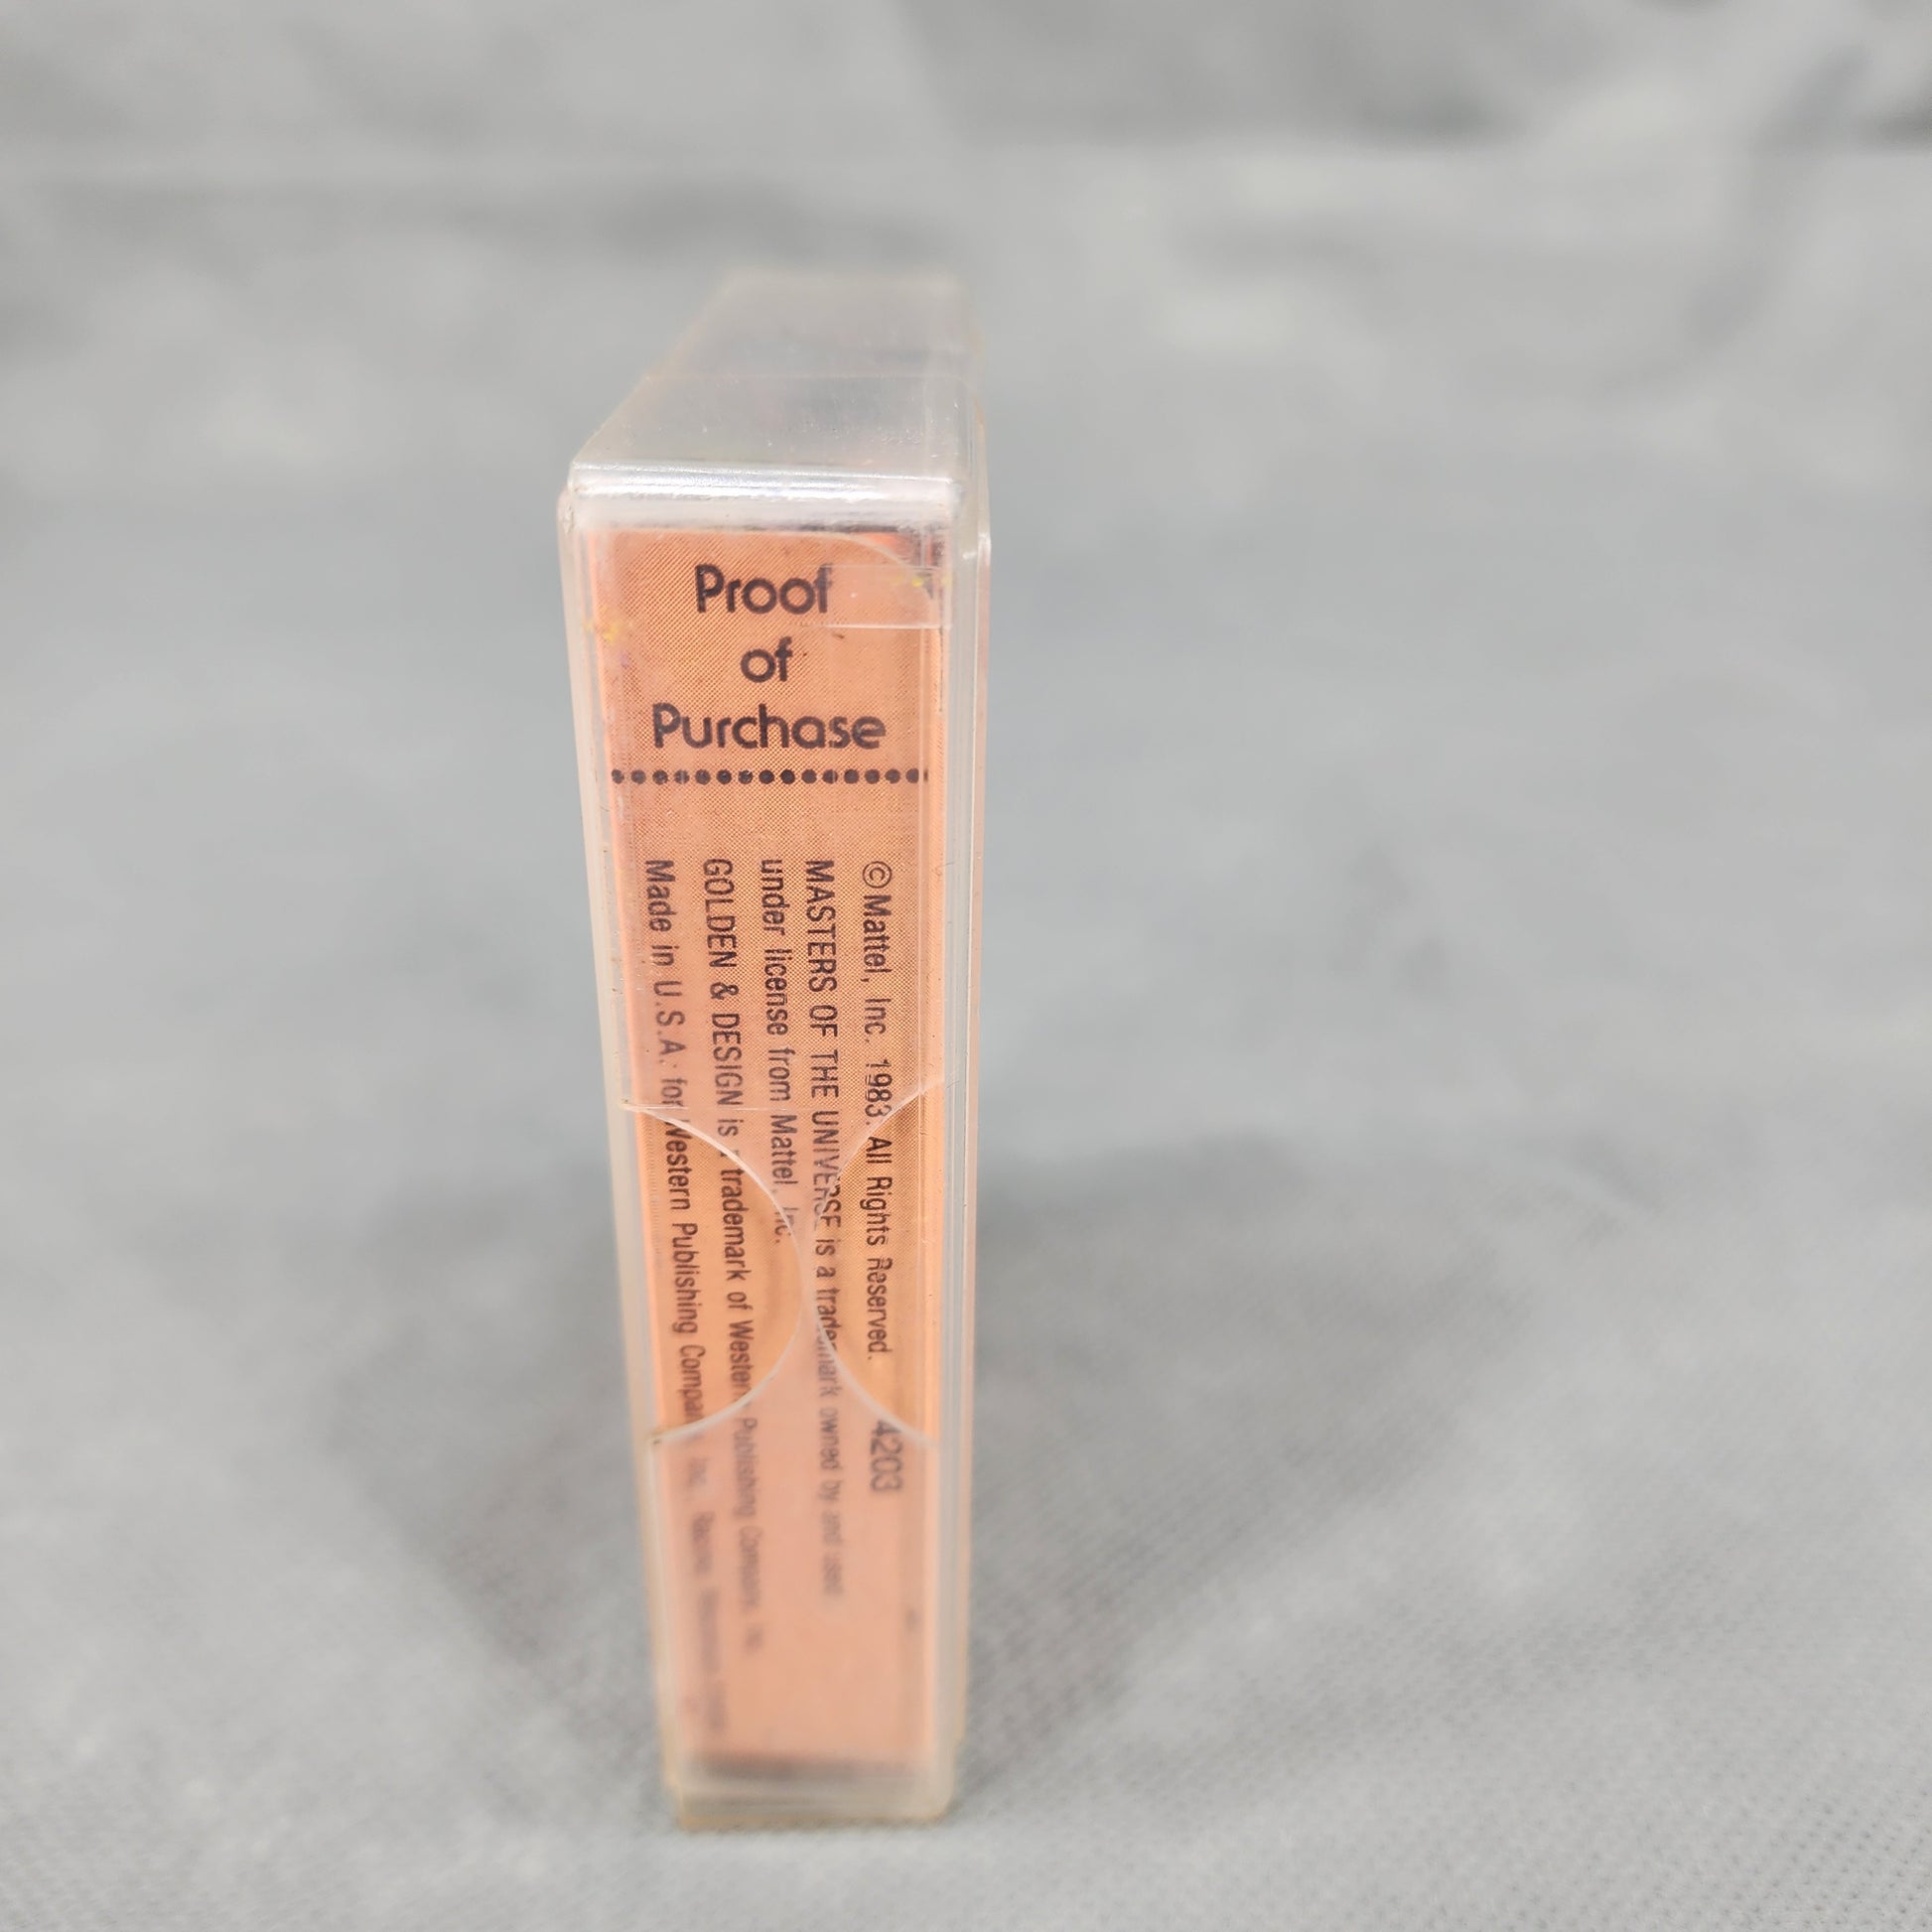 Proof
of
Purchase
© Mattel, Inc. 1983. All Rights Reserved. 4203
MASTERS OF THE UNIVERSE is a trademark owned by and used
under license from Mattel, Inc.
GOLDEN & DESIGN is a trademark of Western Publishing Company, Inc.
Made in U.S.A. for Western Publishing Company, Inc. Racine,